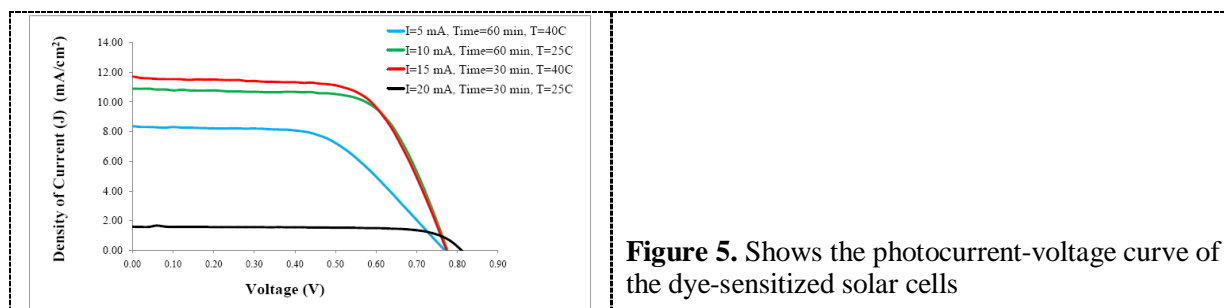 I=5 mA, Time=60 min, T=40C
I=10 mA, Time=60 min, T=25C
I=15 mA, Time=30 min, T=40C
I=20 mA, Time=30 min, T=25C
Density of Current (J) (mA/cm²)
14.00
12.00
10.00
8.00
6.00
4.00
2.00
0.00
0.00 0.10 0.20 0.30 0.40 0.50 0.60 0.70 0.80 0.90
Voltage (V)
Figure 5. Shows the photocurrent-voltage curve of
the dye-sensitized solar cells